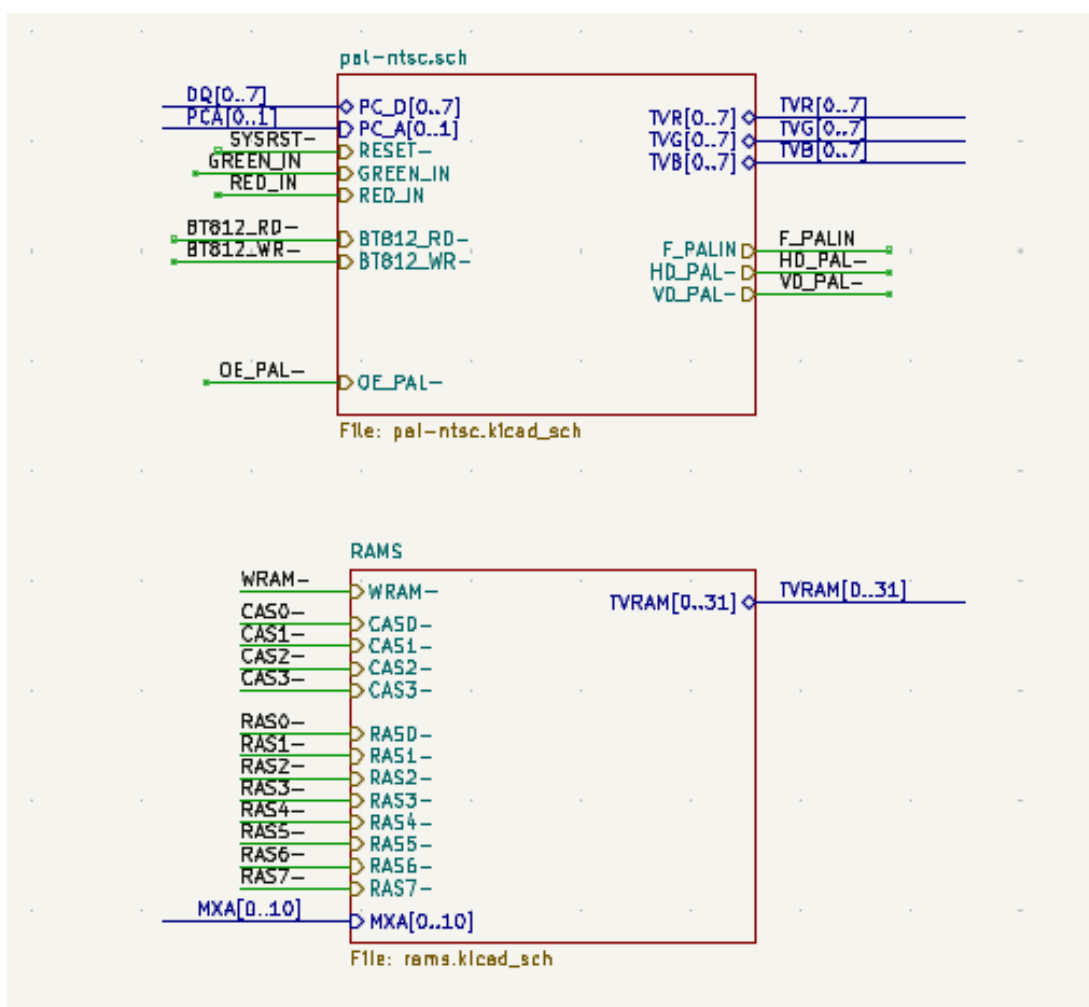 pal-ntsc.sch
DQ[0..7]
PC_D[0..7]
PCA[0..1]
PC_A[0..1]
SYSRST-
RESET-
GREEN_IN
GREEN_IN
RED_IN
RED_IN
BT812_RD-
BT812_RD-
BT812_WR-
BT812_WR-
OE_PAL-
OE_PAL-
TVR[0..7]
TVR[0..7]
TVG[0..7]
TVG[0..7]
TVB[0..7]
TVB[0..7]
F_PALIN
F_PALIN
HD_PAL-
HD_PAL-
VD_PAL-
VD_PAL-
File: pal-ntsc.kicad_sch
RAMS
WRAM-
WRAM-
CAS0-
CAS0-
CAS1-
CAS1-
CAS2-
CAS2-
CAS3-
CAS3-
RAS0-
RAS0-
RAS1-
RAS1-
RAS2-
RAS2-
RAS3-
RAS3-
RAS4-
RAS4-
RAS5-
RAS5-
RAS6-
RAS6-
RAS7-
RAS7-
MXA[0..10]
MXA[0..10]
TVRAM[0..31]
TVRAM[0..31]
File: rams.kicad_sch